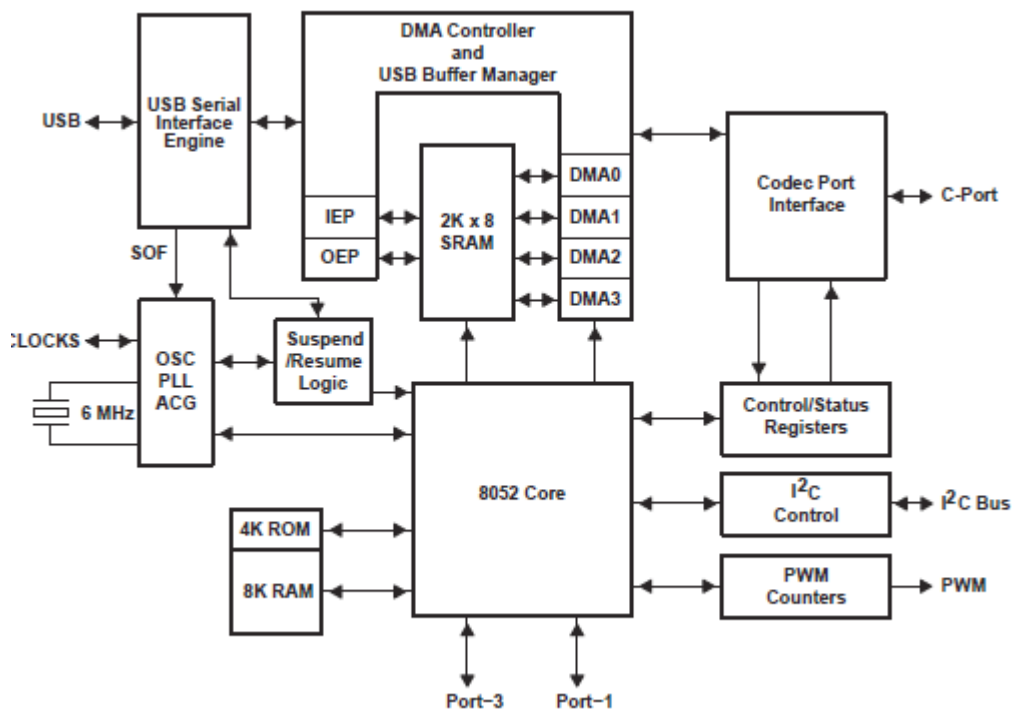 DMA Controller
and
USB Buffer Manager
USB Serial
Interface
Engine
USB
DMA0
DMA1
DMA2
DMA3
IEP
OEP
2K x 8
SRAM
Codec Port
Interface
C-Port
SOF
CLOCKS
OSC
PLL
ACG
6 MHz
Suspend
/Resume
Logic
Control/Status
Registers
8052 Core
I²C
Control
I²C Bus
4K ROM
8K RAM
PWM
Counters
PWM
Port−3
Port−1